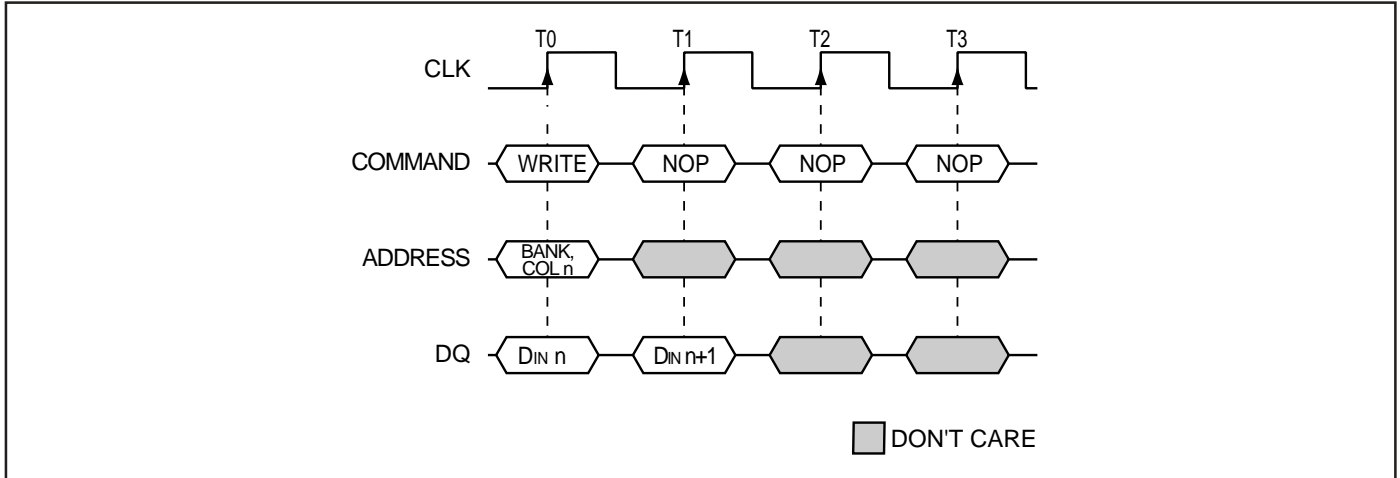 T0 T1 T2 T3
CLK
COMMAND WRITE NOP NOP NOP
ADDRESS BANK,
COL n
DQ DIN n DIN n+1
DON'T CARE